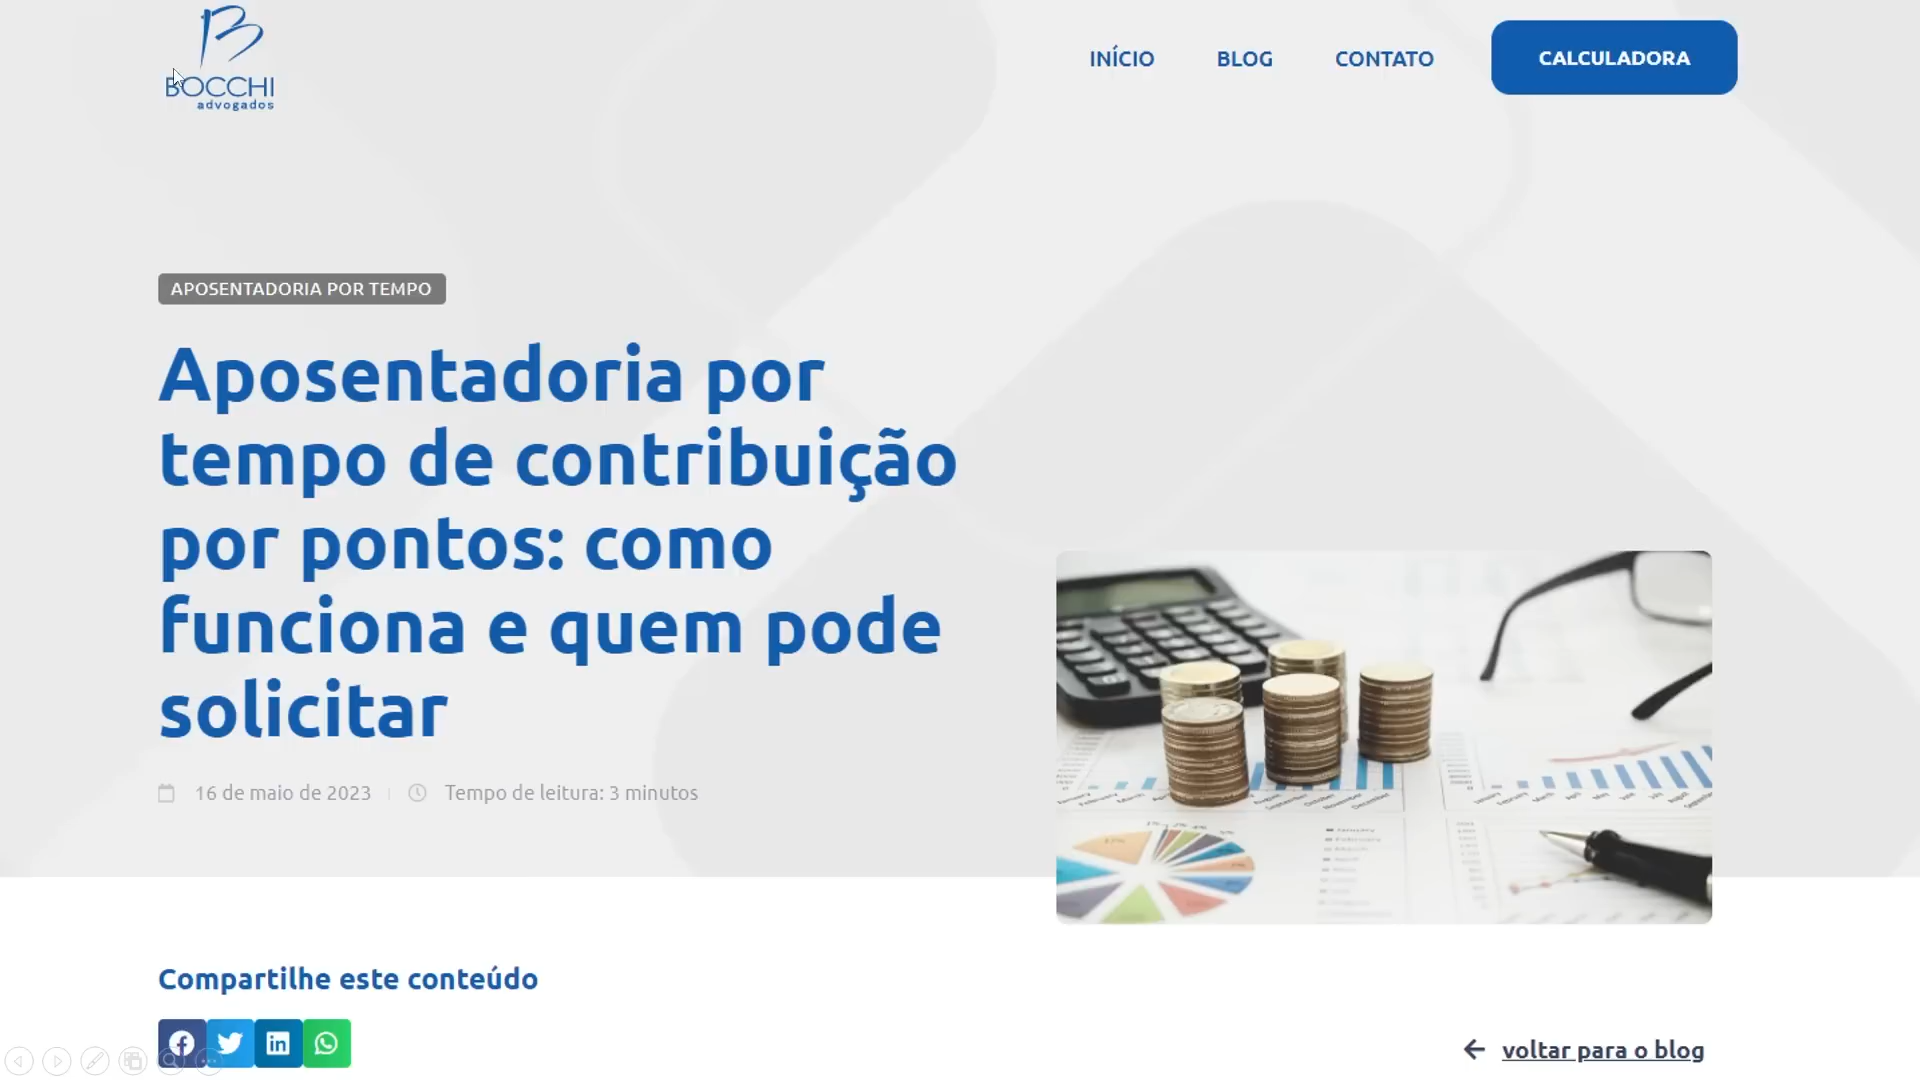 BOCCHI
advogados
INÍCIO
BLOG
CONTATO
CALCULADORA
APOSENTADORIA POR TEMPO
Aposentadoria por
tempo de contribuição
por pontos: como
funciona e quem pode
solicitar
16 de maio de 2023
Tempo de leitura: 3 minutos
Compartilhe este conteúdo
voltar para o blog